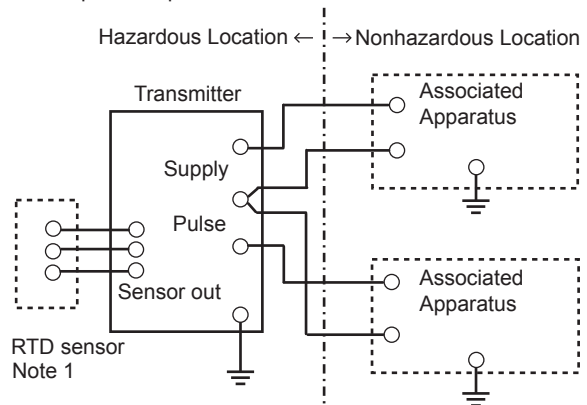 Hazardous Location ← → Nonhazardous Location
Transmitter
Associated
Apparatus
Supply
Pulse
Sensor out
Associated
Apparatus
RTD sensor
Note 1